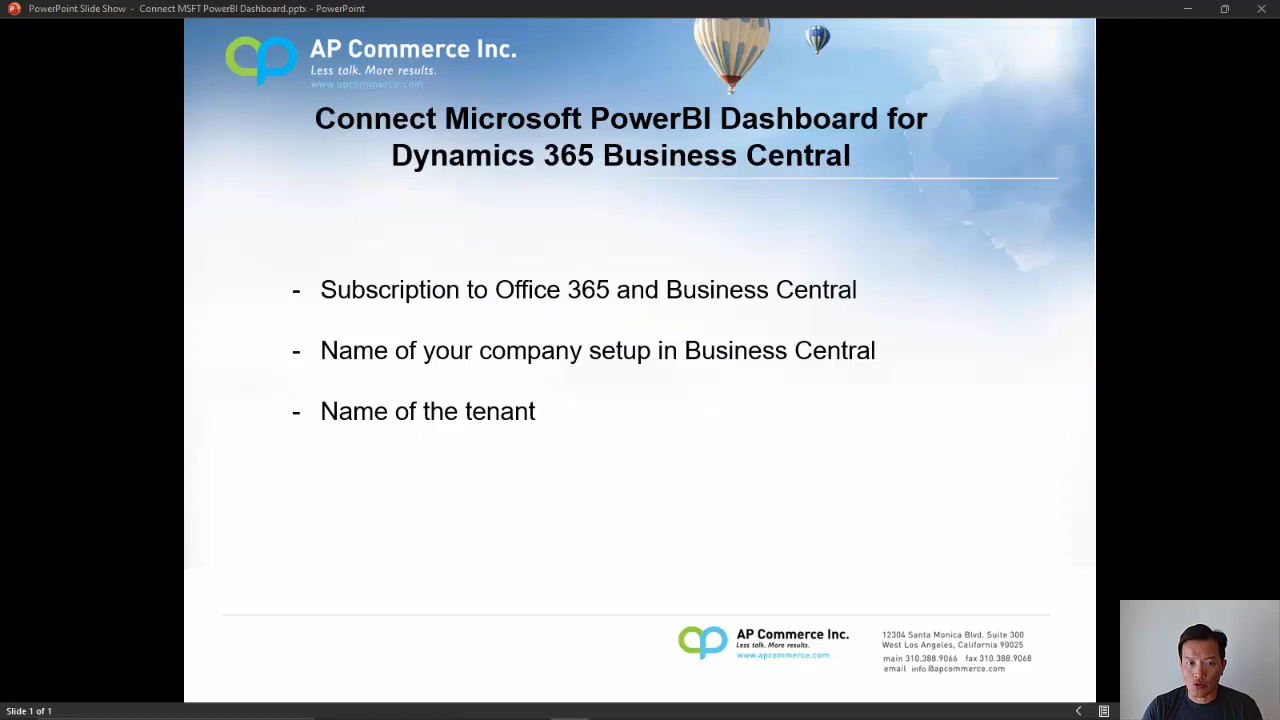 PowerPoint Slide Show - Connect MSFT PowerBI Dashboard.pptx - PowerPoint
AP Commerce Inc.
Less talk. More results.
www.apcommerce.com
Connect Microsoft PowerBI Dashboard for
Dynamics 365 Business Central
- Subscription to Office 365 and Business Central
- Name of your company setup in Business Central
- Name of the tenant
AP Commerce Inc.
Less talk. More results.
www.apcommerce.com
12304 Santa Monica Blvd. Suite 300
West Los Angeles, California 90025
main 310.388.9066 fax 310.388.9068
email info@apcommerce.com
Slide 1 of 1